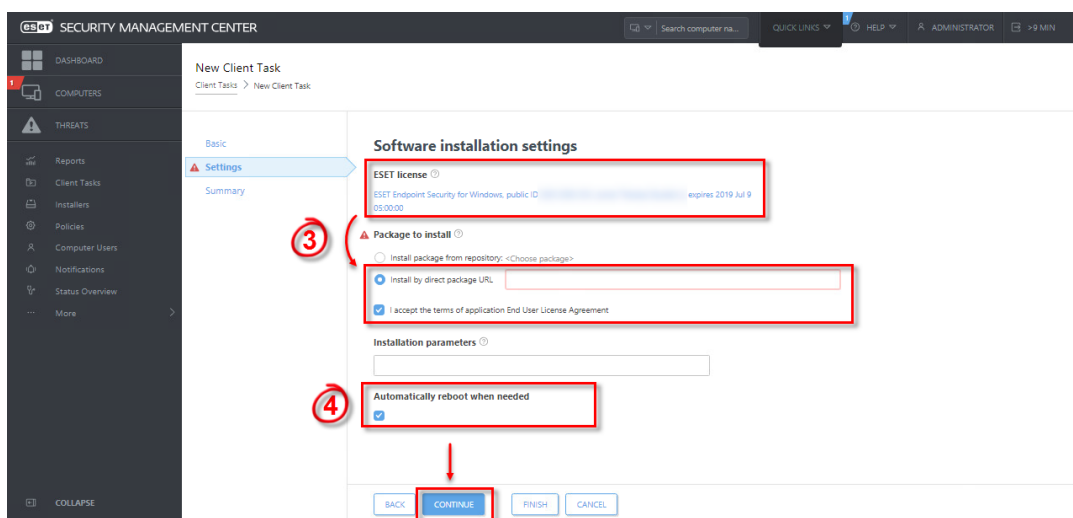 eset SECURITY MANAGEMENT CENTER
Search computer na...
QUICK LINKS
1
HELP
ADMINISTRATOR
>9 MIN
DASHBOARD
1
COMPUTERS
THREATS
Reports
Client Tasks
Installers
Policies
Computer Users
Notifications
Status Overview
... More
COLLAPSE
New Client Task
Client Tasks > New Client Task
Basic
Settings
Summary
Software installation settings
ESET license ?
ESET Endpoint Security for Windows, public ID expires 2019 Jul 9
05:00:00
3
Package to install ?
Install package from repository: <Choose package>
Install by direct package URL
I accept the terms of application End User License Agreement
Installation parameters ?
4
Automatically reboot when needed
BACK CONTINUE FINISH CANCEL